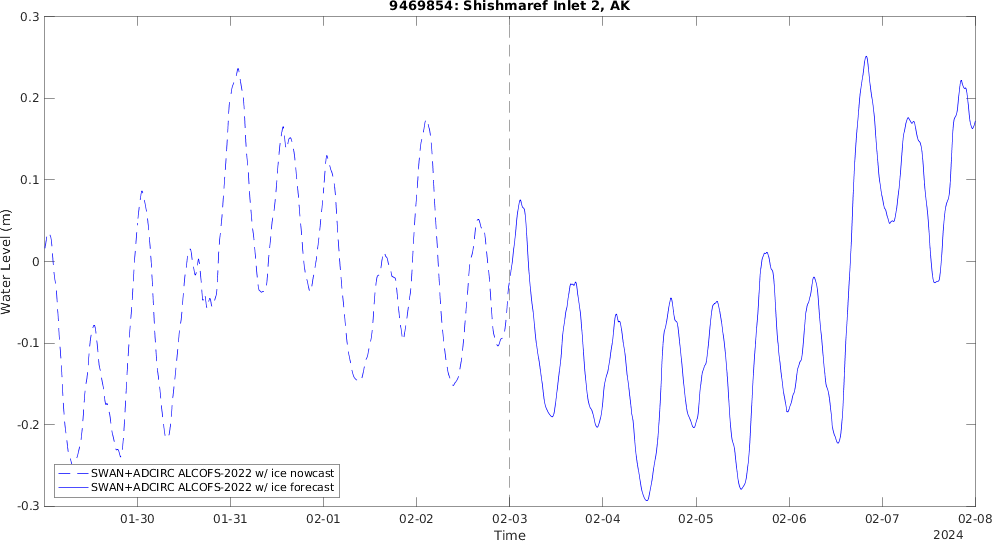 9469854: Shishmaref Inlet 2, AK
0.3
0.2
0.1
0
-0.1
-0.2
-0.3
Water Level (m)
SWAN+ADCIRC ALCOFS-2022 w/ ice nowcast
SWAN+ADCIRC ALCOFS-2022 w/ ice forecast
01-30 01-31 02-01 02-02 02-03 02-04 02-05 02-06 02-07 02-08
Time
2024